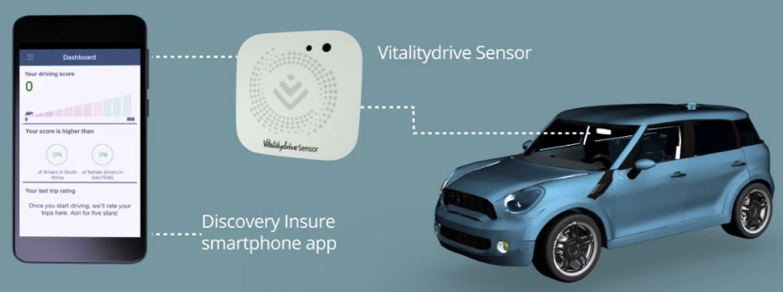 Dashboard
Your driving score
0
0
Your score is higher than
0%
0%
of drivers in South Africa
of female drivers in GAUTENG
Your last trip rating
Once you start driving, we'll rate your
trips here. Aim for five stars!
Vitalitydrive Sensor
Vitalitydrive Sensor
Discovery Insure
smartphone app